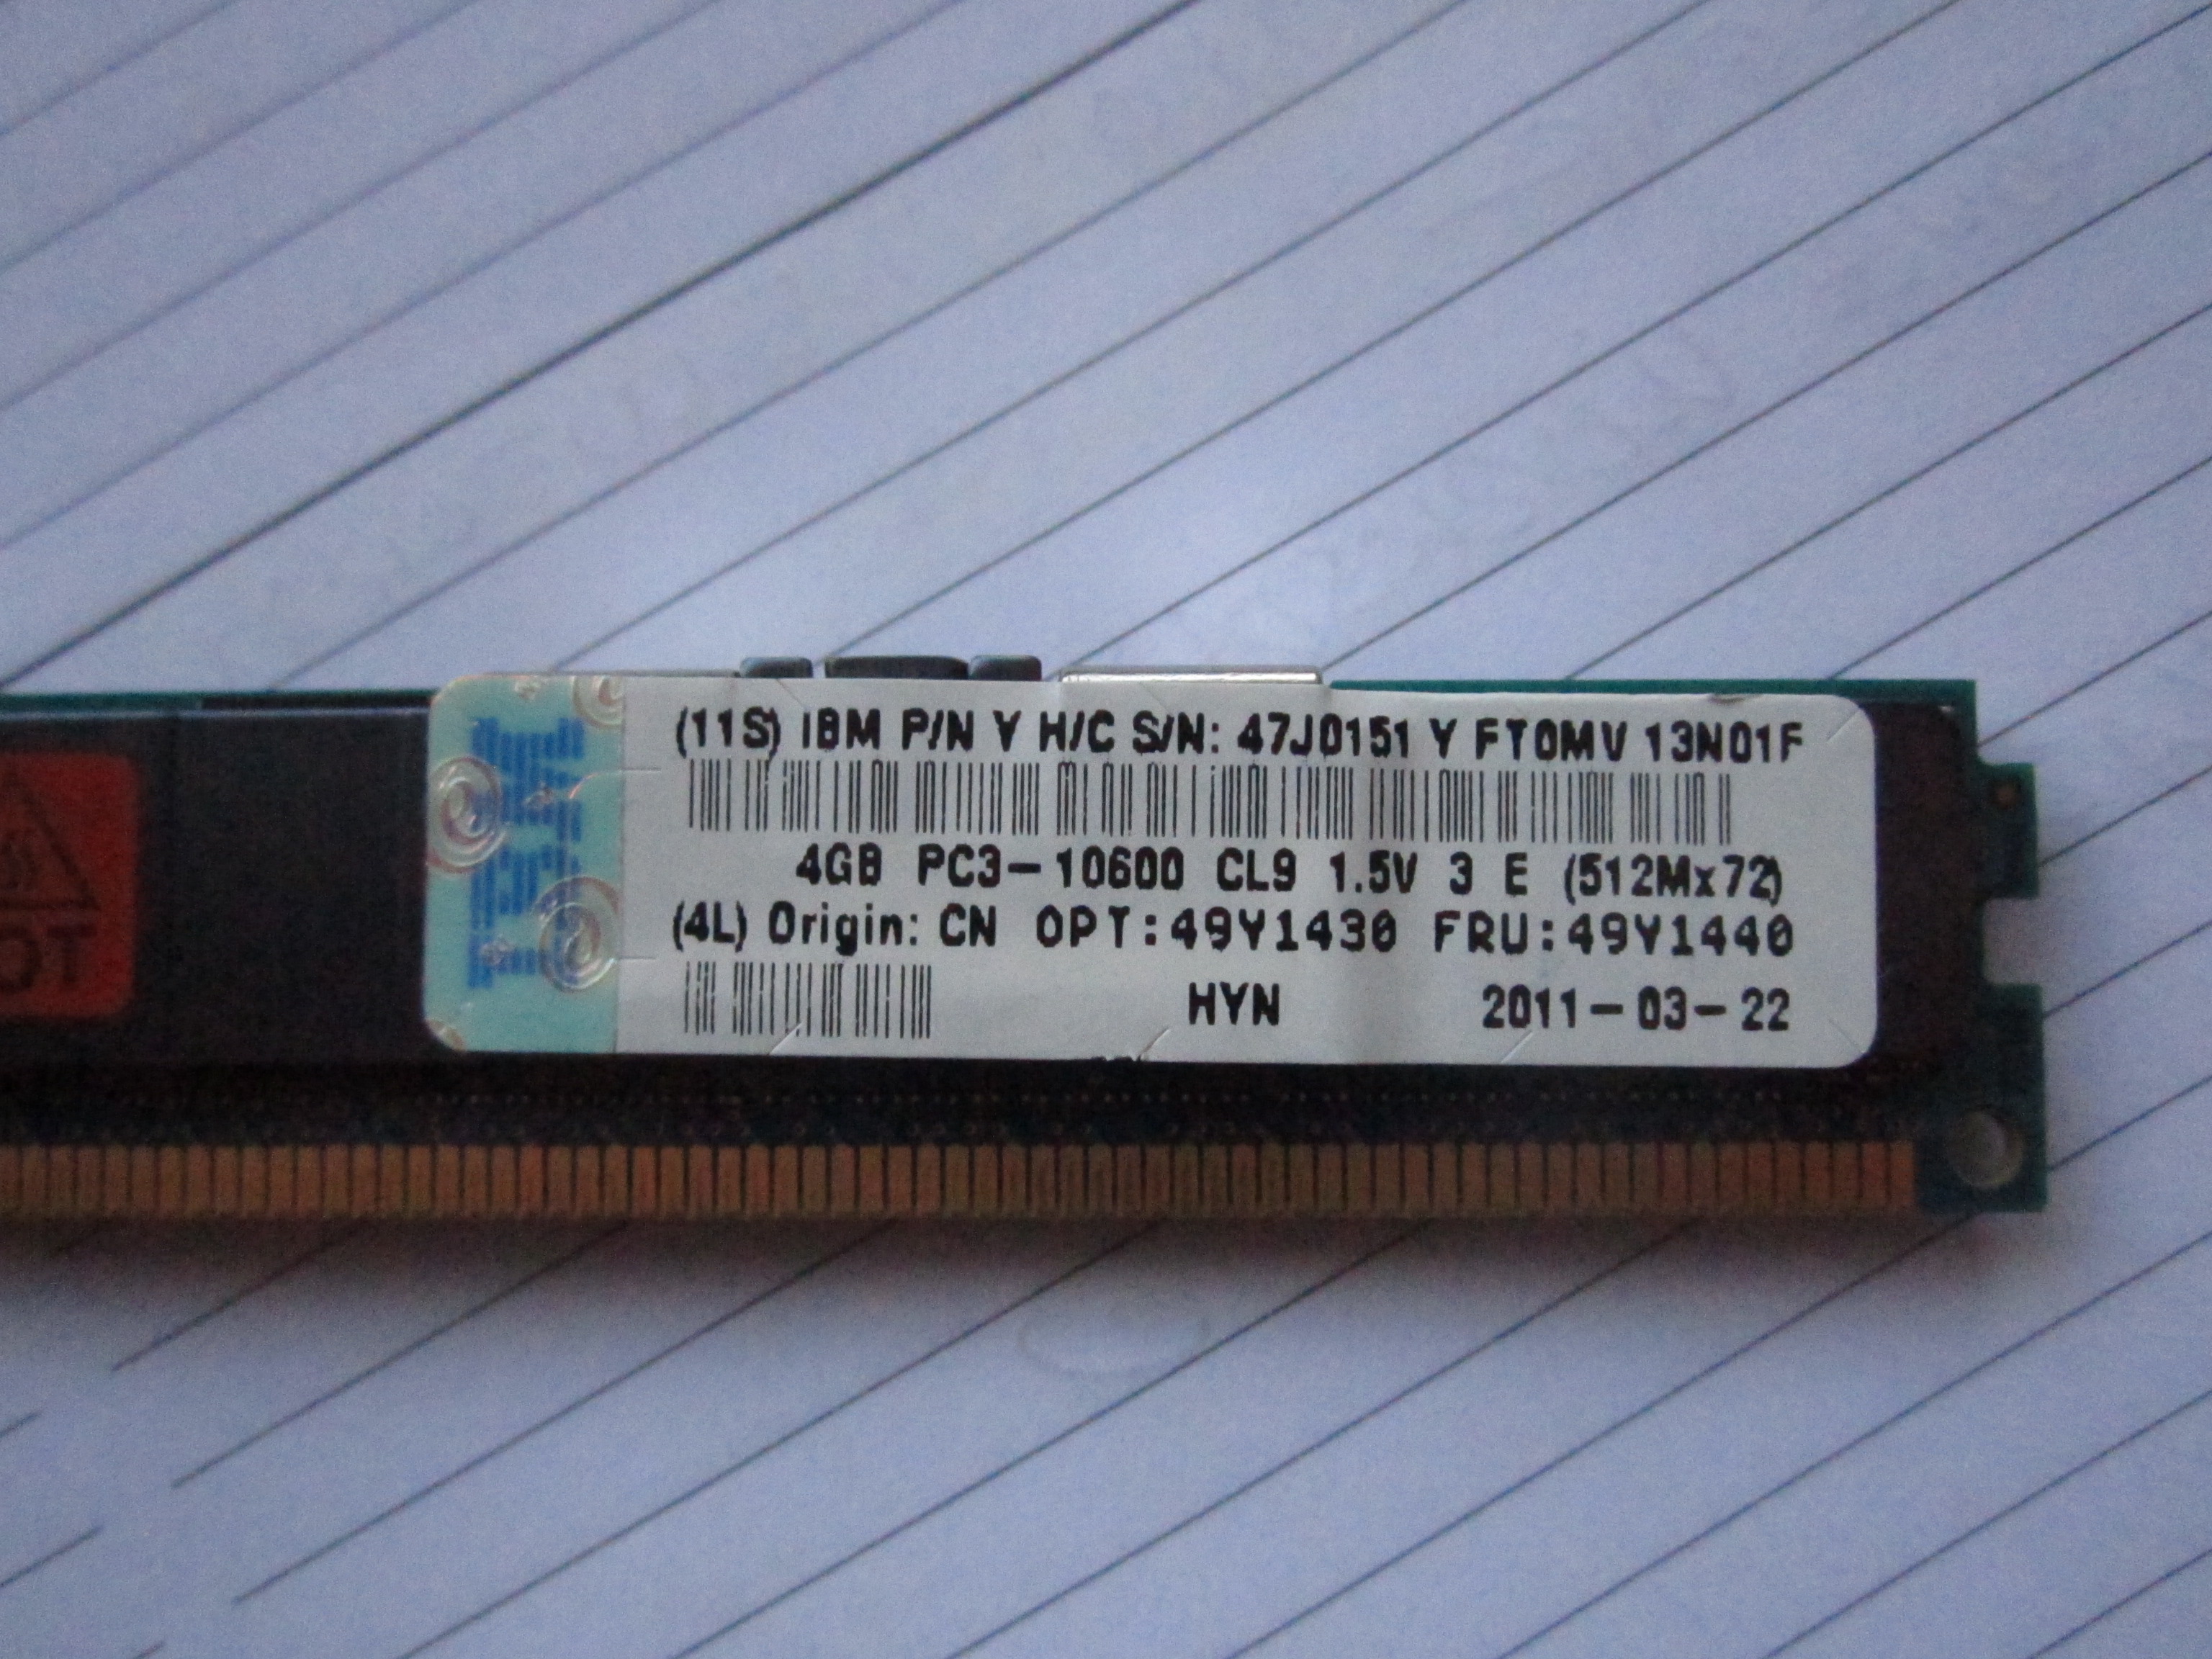 IBM
(11S) IBM P/N Y H/C S/N: 47J0151 Y FT0MV 13N01F
4GB PC3-10600 CL9 1.5V 3 E (512Mx72)
(4L) Origin: CN OPT:49Y1430 FRU:49Y1440
HYN 2011-03-22